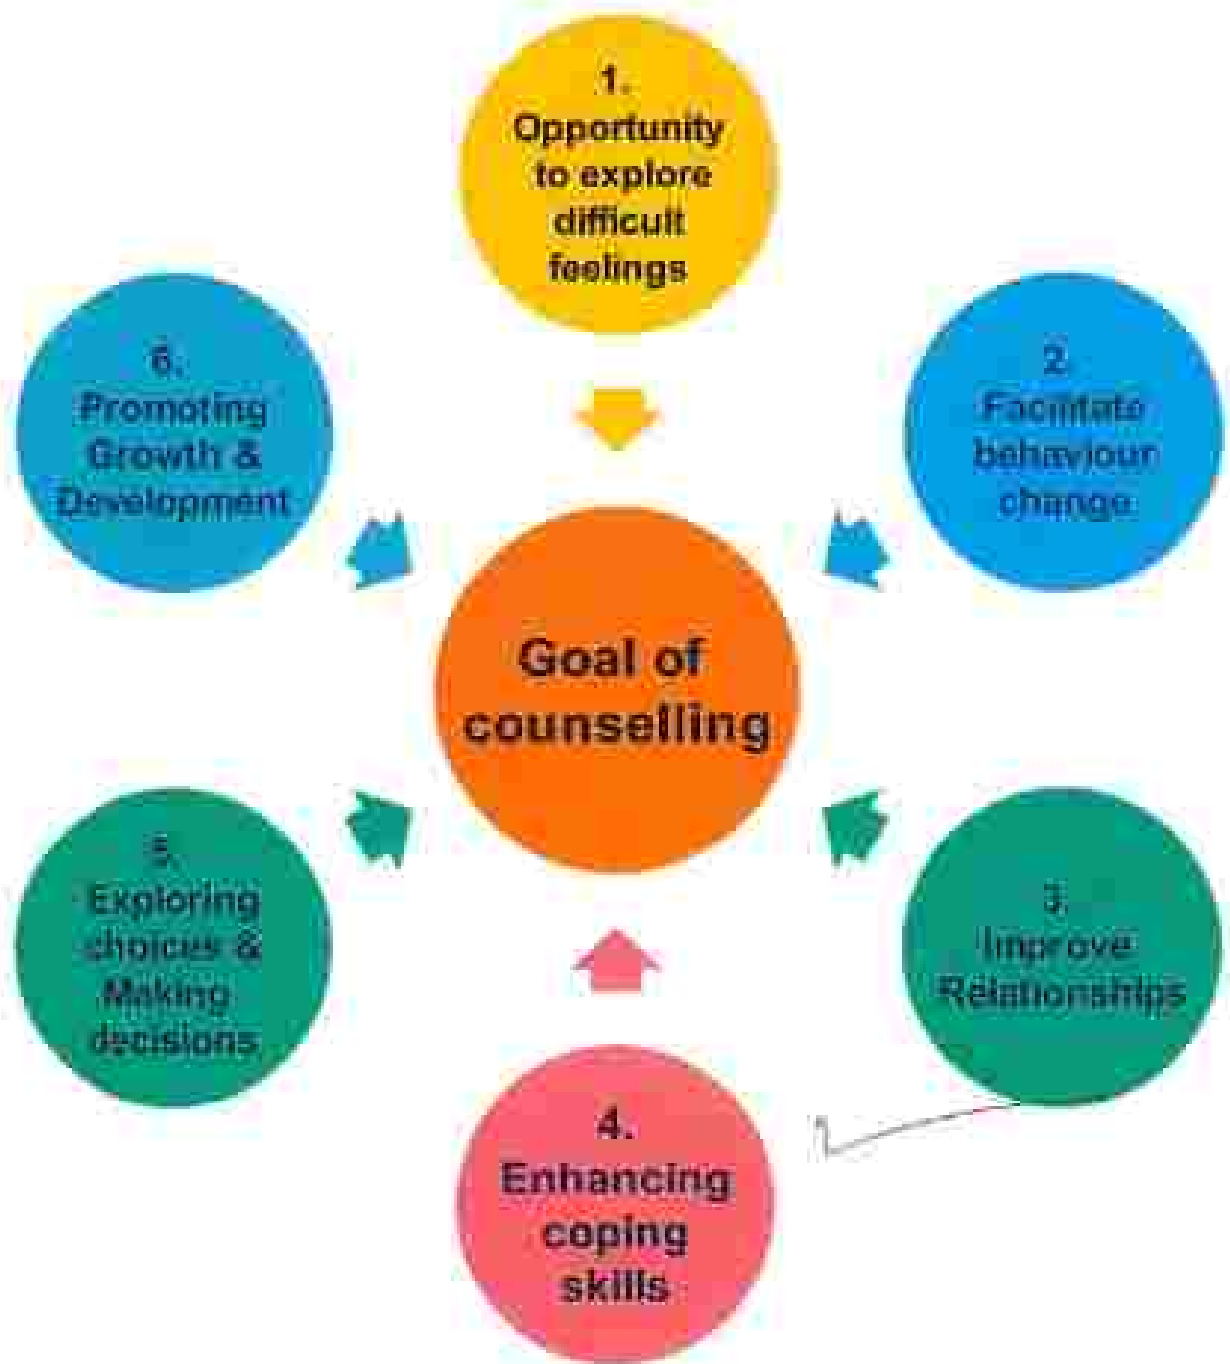 1.
Opportunity
to explore
difficult
feelings
2.
Facilitate
behaviour
change
3.
Improve
Relationships
4.
Enhancing
coping
skills
5.
Exploring
choices &
Making
decisions
6.
Promoting
Growth &
Development
Goal of
counselling